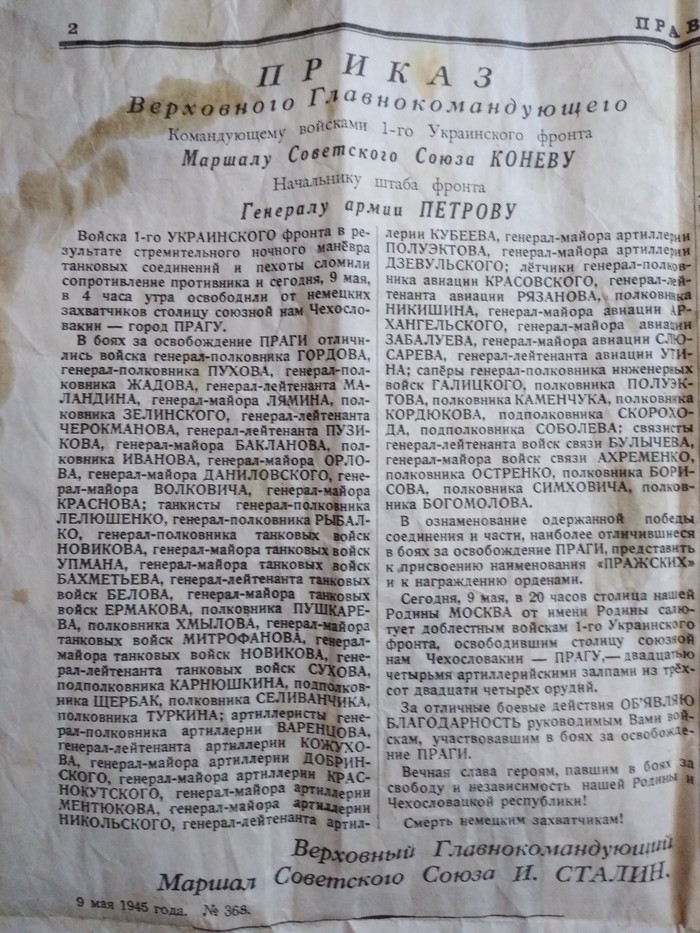 2
ПРАВ
ПРИКАЗ
Верховного Главнокомандующего
Командующему войсками 1-го Украинского фронта
Маршалу Советского Союза КОНЕВУ
Начальнику штаба фронта
Генералу армии ПЕТРОВУ
Войска 1-го УКРАИНСКОГО фронта в ре-
зультате стремительного ночного манёвра
танковых соединений и пехоты сломили
сопротивление противника и сегодня, 9 мая,
в 4 часа утра освободили от немецких
захватчиков столицу союзной нам Чехосло-
вакии — город ПРАГУ.
В боях за освобождение ПРАГИ отличи-
лись войска генерал-полковника ГОРДОВА,
генерал-полковника ПУХОВА, генерал-пол-
ковника ЖАДОВА, генерал-лейтенанта МА-
ЛАНДИНА, генерал-майора ЛЯМИНА, пол-
ковника ЗЕЛИНСКОГО, генерал-лейтенанта
ЧЕРОКМАНОВА, генерал-лейтенанта ПУЗИ-
КОВА, генерал-майора БАКЛАНОВА, пол-
ковника ИВАНОВА, генерал-майора ОРЛО-
ВА, генерал-майора ДАНИЛОВСКОГО, гене-
рал-майора ВОЛКОВИЧА, генерал-майора
КРАСНОВА; танкисты генерал-полковника
ЛЕЛЮШЕНКО, генерал-полковника РЫБАЛ-
КО, генерал-полковника танковых войск
НОВИКОВА, генерал-майора танковых войск
УПМАНА, генерал-майора танковых войск
БАХМЕТЬЕВА, генерал-лейтенанта танковых
войск БЕЛОВА, генерал-майора танковых
войск ЕРМАКОВА, полковника ПУШКАРЕ-
ВА, полковника ХМЫЛОВА, генерал-майора
танковых войск МИТРОФАНОВА, генерал-
майора танковых войск НОВИКОВА, гене-
рал-лейтенанта танковых войск СУХОВА,
подполковника КАРНЮШКИНА, подполков-
ника ЩЕРБАК, полковника СЕЛИВАНЧИКА,
полковника ТУРКИНА; артиллеристы гене-
рал-полковника артиллерии ВАРЕНЦОВА,
генерал-лейтенанта артиллерии КОЖУХО-
ВА, генерал-майора артиллерии ДОБРИН-
СКОГО, генерал-майора артиллерии КРАС-
НОКУТСКОГО, генерал-майора артиллерии
МЕНТЮКОВА, генерал-майора артиллерии
НИКОЛЬСКОГО, генерал-лейтенанта артил-
лерии КУБЕЕВА, генерал-майора артиллерии
ПОЛУЭКТОВА, генерал-майора артиллерии
ДЗЕВУЛЬСКОГО; лётчики генерал-полков-
ника авиации КРАСОВСКОГО, генерал-лей-
тенанта авиации РЯЗАНОВА, полковника
НИКИШИНА, генерал-майора авиации АР-
ХАНГЕЛЬСКОГО, генерал-майора авиации
ЗАБАЛУЕВА, генерал-майора авиации СЛЮ-
САРЕВА, генерал-лейтенанта авиации УТИ-
НА; сапёры генерал-полковника инженерных
войск ГАЛИЦКОГО, полковника ПОЛУЭК-
ТОВА, полковника КАМЕНЧУКА, полковника
КОРДЮКОВА, подполковника СКОРОХО-
ДА, подполковника СОБОЛЕВА; связисты
генерал-лейтенанта войск связи БУЛЫЧЕВА,
генерал-майора войск связи АХРЕМЕНКО,
полковника ОСТРЕНКО, полковника БОРИ-
СОВА, полковника СИМХОВИЧА, полков-
ника БОГОМОЛОВА.
В ознаменование одержанной победы
соединения и части, наиболее отличившиеся
в боях за освобождение ПРАГИ, представить
к присвоению наименования «ПРАЖСКИХ»
и к награждению орденами.
Сегодня, 9 мая, в 20 часов столица нашей
Родины МОСКВА от имени Родины салю-
тует доблестным войскам 1-го Украинского
фронта, освободившим столицу союзной
нам Чехословакии — ПРАГУ,— двадцатью
четырьмя артиллерийскими залпами из трёх-
сот двадцати четырёх орудий.
За отличные боевые действия ОБ'ЯВЛЯЮ
БЛАГОДАРНОСТЬ руководимым Вами вой-
скам, участвовавшим в боях за освобожде-
ние ПРАГИ.
Вечная слава героям, павшим в боях за
свободу и независимость нашей Родины и
Чехословацкой республики!
Смерть немецким захватчикам!
Верховный Главнокомандующий
Маршал Советского Союза И. СТАЛИН.
9 мая 1945 года. № 368.